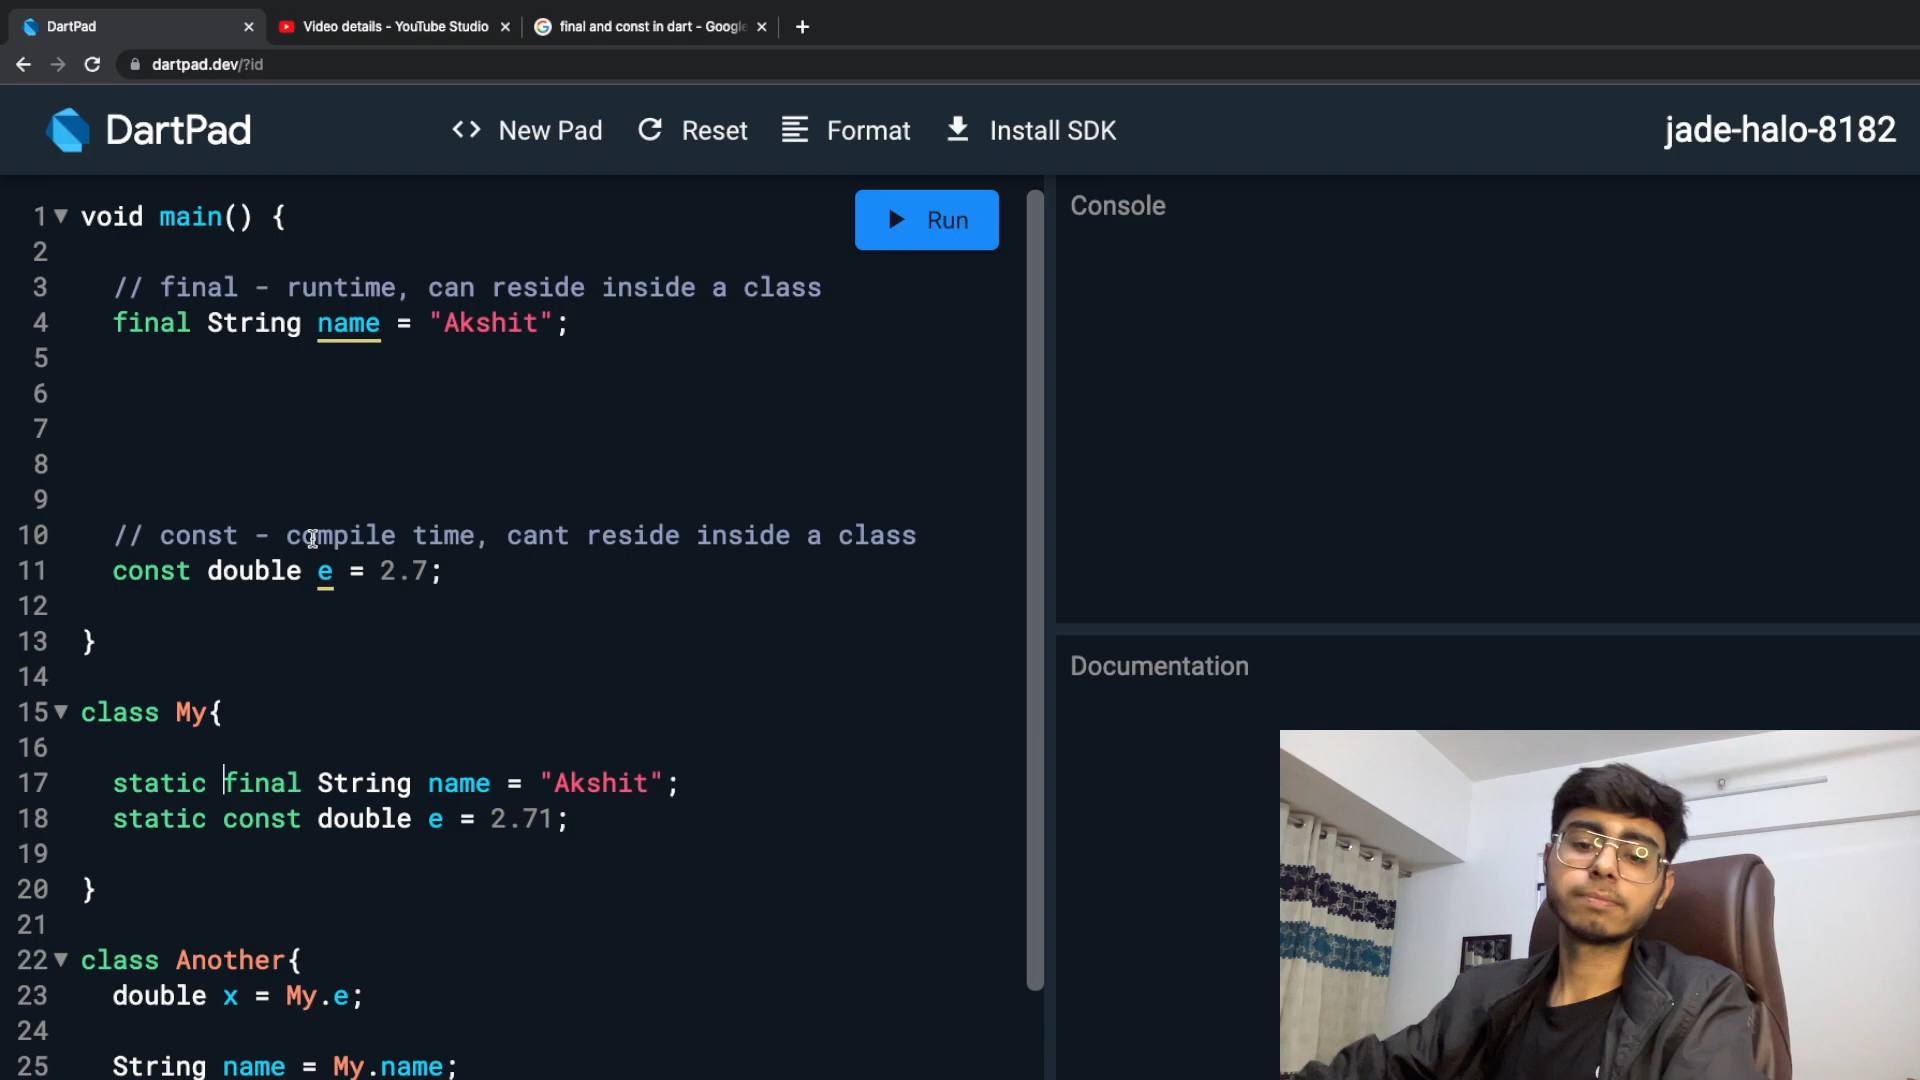 DartPad
Video details - YouTube Studio
final and const in dart - Google
dartpad.dev/?id
DartPad
<> New Pad
Reset
Format
Install SDK
jade-halo-8182
Run
Console
1 void main() {
2
3 // final - runtime, can reside inside a class
4 final String name = "Akshit";
5
6
7
8
9
10 // const - compile time, cant reside inside a class
11 const double e = 2.7;
12
13 }
14
15 class My{
16
17 static final String name = "Akshit";
18 static const double e = 2.71;
19
20 }
21
22 class Another{
23 double x = My.e;
24
25 String name = My.name;
Documentation